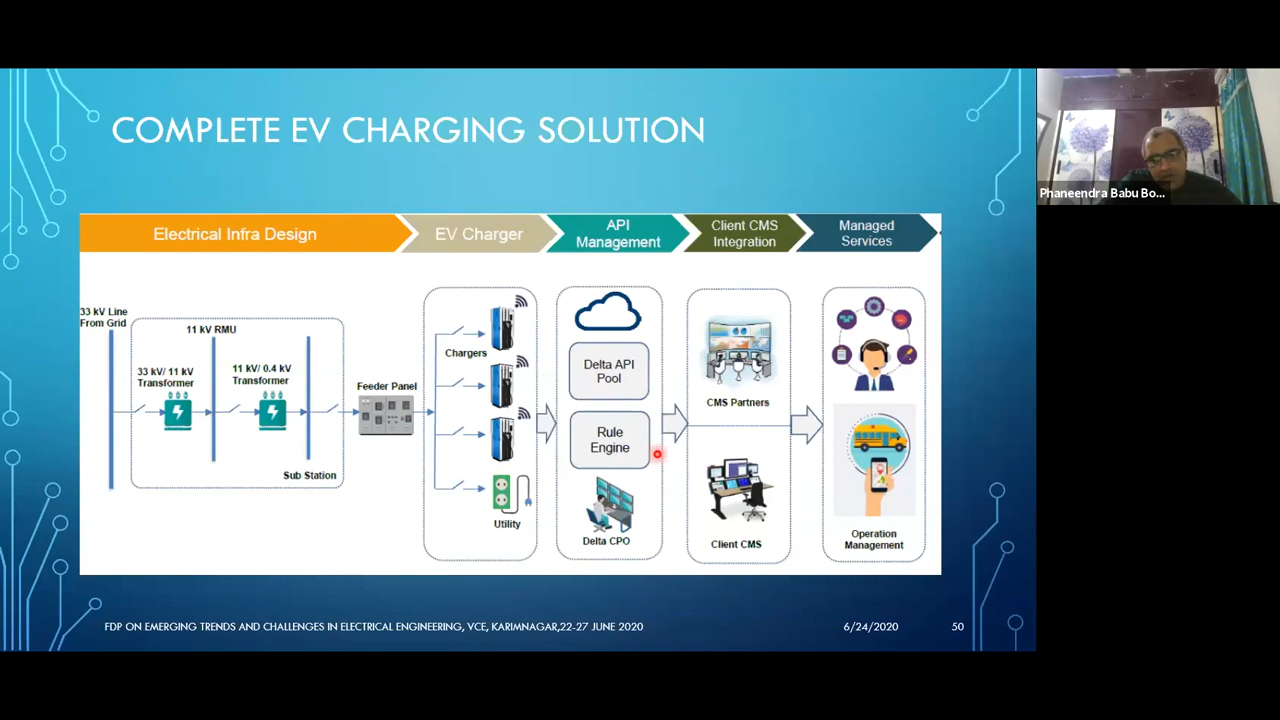 COMPLETE EV CHARGING SOLUTION
Phaneendra Babu Bo...
Electrical Infra Design
EV Charger
API
Management
Client CMS
Integration
Managed
Services
33 kV Line
From Grid
11 kV RMU
33 kV/ 11 kV
Transformer
11 kV/ 0.4 kV
Transformer
Sub Station
Feeder Panel
Chargers
Utility
Delta API
Pool
Rule
Engine
Delta CPO
CMS Partners
Client CMS
Operation
Management
FDP ON EMERGING TRENDS AND CHALLENGES IN ELECTRICAL ENGINEERING, VCE, KARIMNAGAR,22-27 JUNE 2020
6/24/2020
50